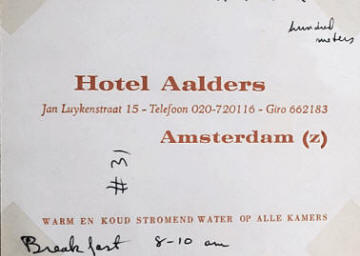 hundred
meters
Hotel Aalders
Jan Luykenstraat 15 - Telefoon 020-720116 - Giro 662183
Amsterdam (z)
#31
WARM EN KOUD STROMEND WATER OP ALLE KAMERS
Breakfast 8-10 am